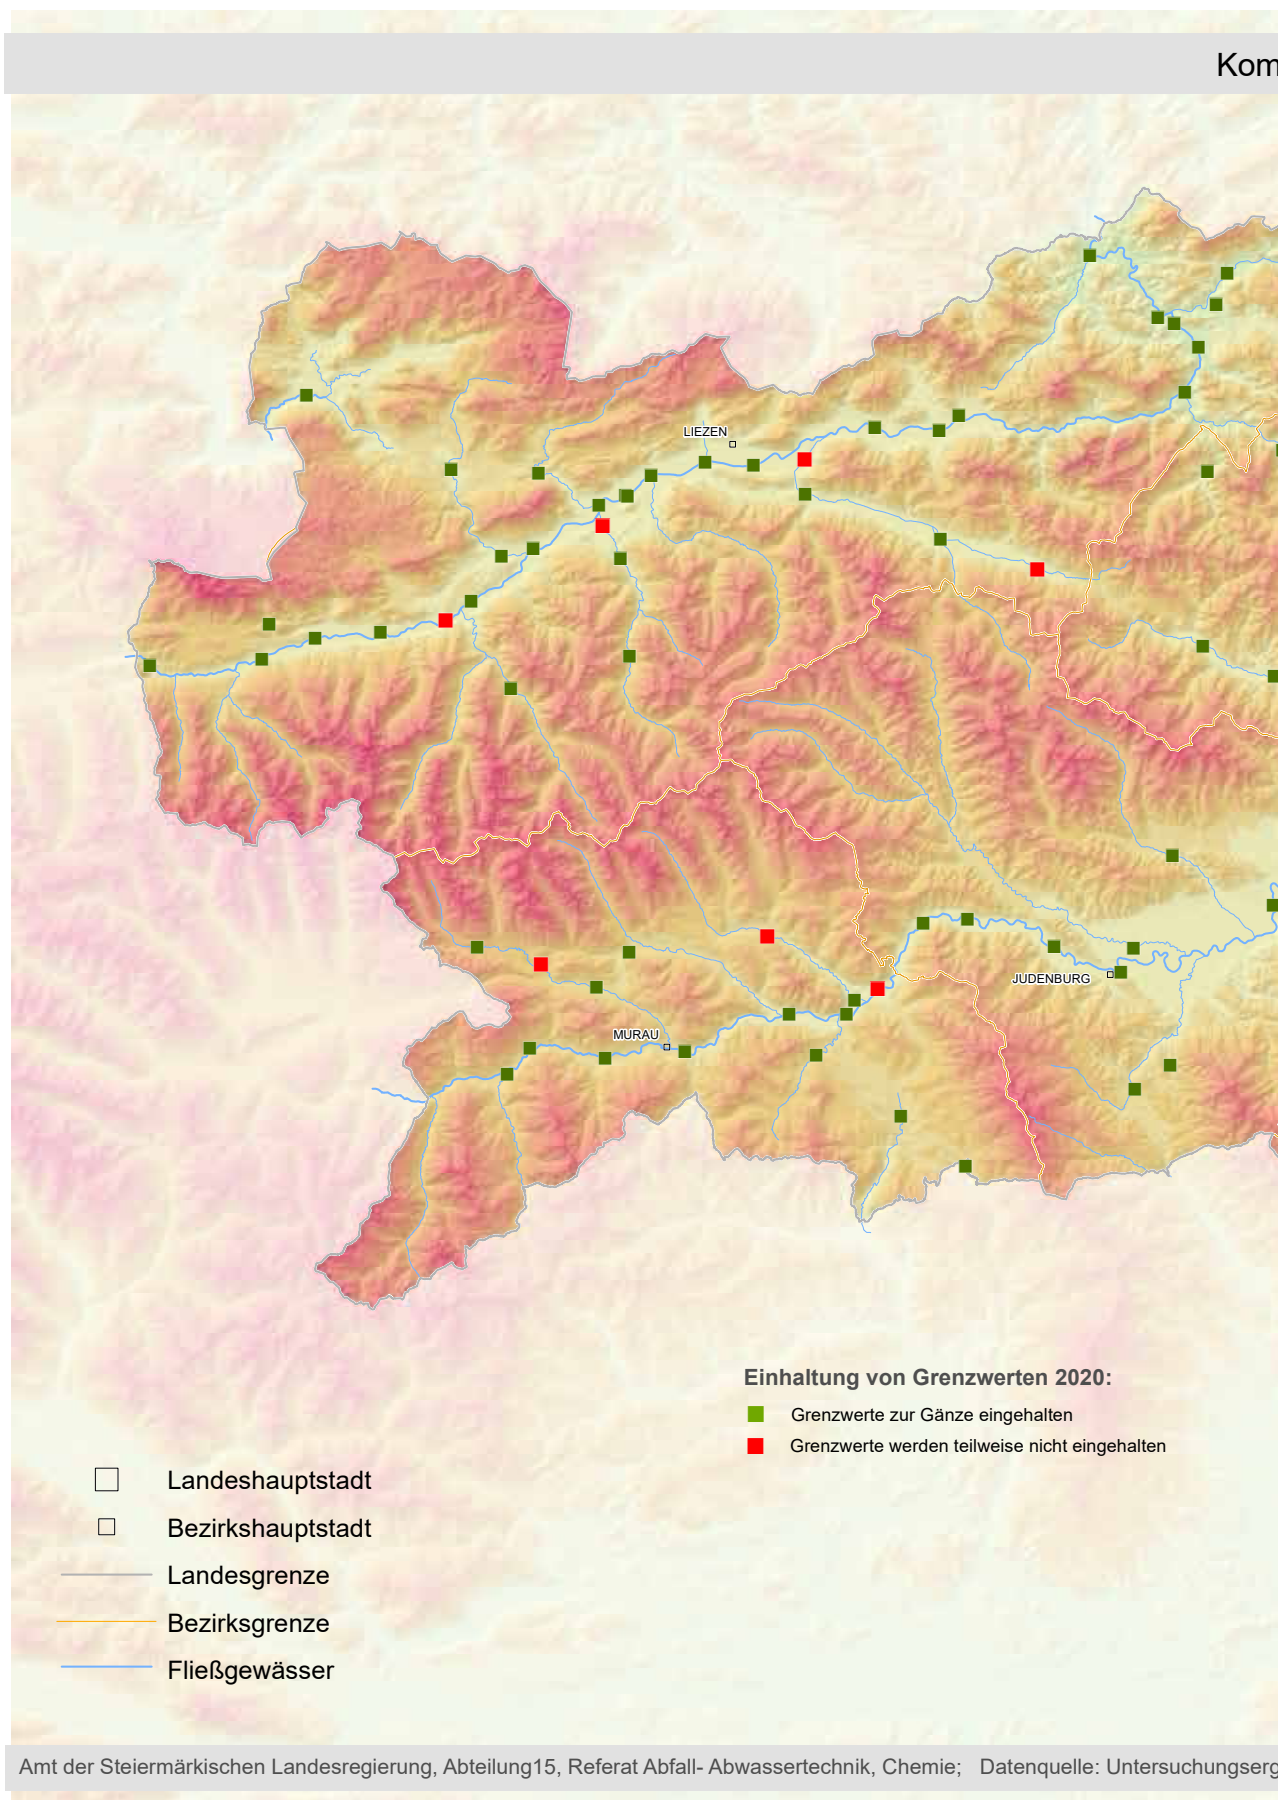 Kom
LIEZEN
JUDENBURG
MURAU
Einhaltung von Grenzwerten 2020:
Grenzwerte zur Gänze eingehalten
Grenzwerte werden teilweise nicht eingehalten
Landeshauptstadt
Bezirkshauptstadt
Landesgrenze
Bezirksgrenze
Fließgewässer
Amt der Steiermärkischen Landesregierung, Abteilung15, Referat Abfall- Abwassertechnik, Chemie; Datenquelle: Untersuchungserg